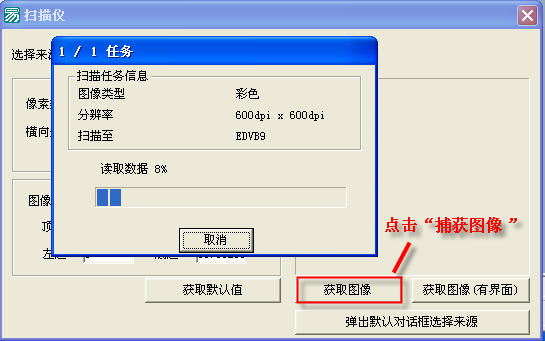 扫描仪
选择来源
1 / 1 任务
扫描任务信息
图像类型 彩色
分辨率 600dpi x 600dpi
扫描至 EDVB9
读取数据 8%
取消
像素
横向
图像
顶
左边
点击“捕获图像 ”
获取默认值
获取图像
获取图像(有界面)
弹出默认对话框选择来源